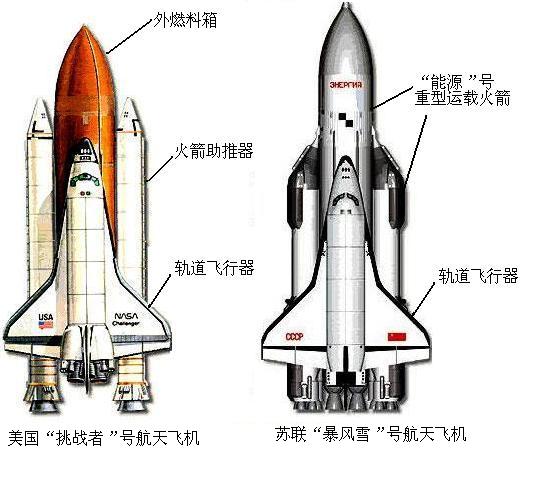 外燃料箱
火箭助推器
轨道飞行器
USA
NASA
Challenger
美国“挑战者”号航天飞机
ЭНЕРГИЯ
“能源”号
重型运载火箭
轨道飞行器
СССР
苏联“暴风雪”号航天飞机